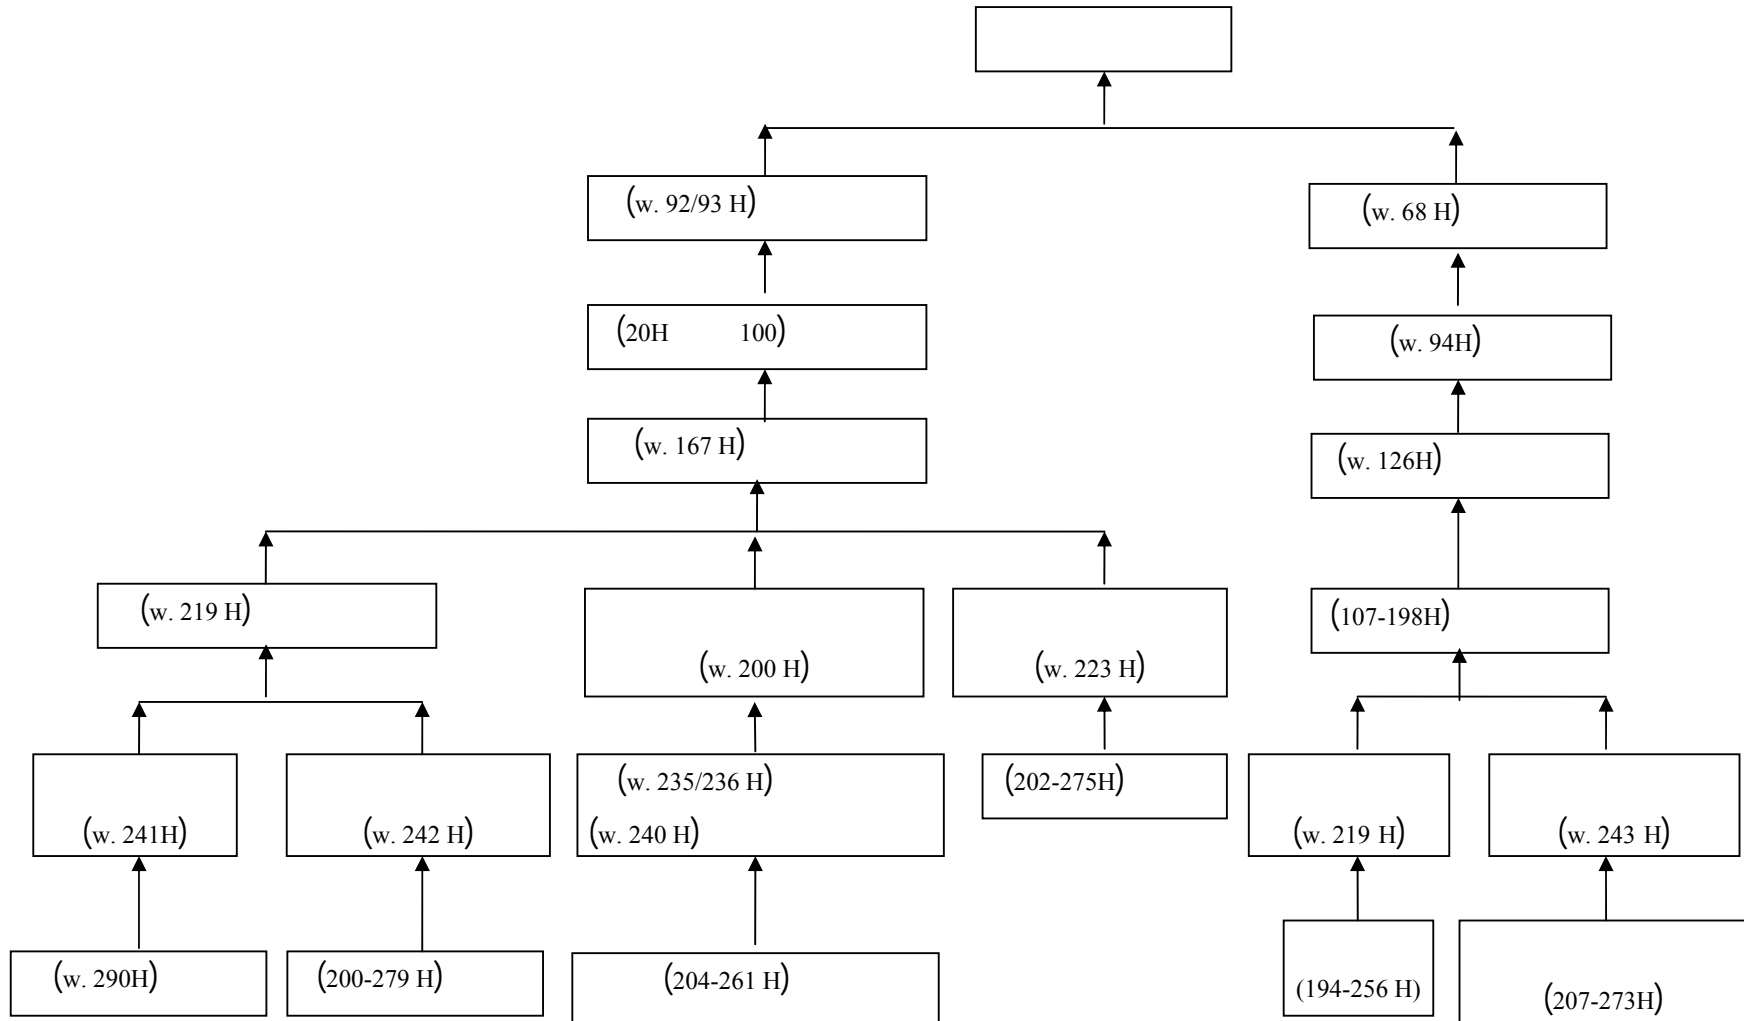 (w. 92/93 H)
(w. 68 H)
(20H 100)
(w. 94H)
(w. 167 H)
(w. 126H)
(w. 219 H)
(w. 200 H)
(w. 223 H)
(107-198H)
(w. 241H)
(w. 242 H)
(w. 235/236 H)
(w. 240 H)
(202-275H)
(w. 219 H)
(w. 243 H)
(w. 290H)
(200-279 H)
(204-261 H)
(194-256 H)
(207-273H)